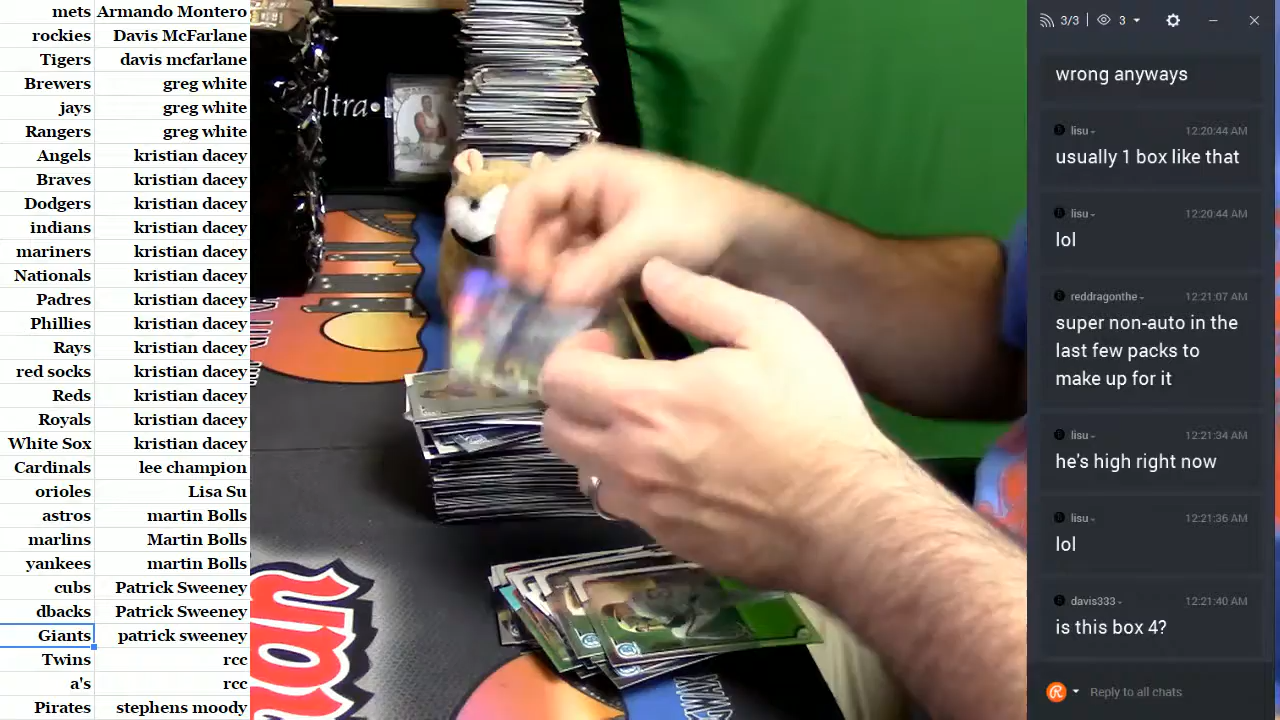 mets Armando Montero
rockies Davis McFarlane
Tigers davis mcfarlane
Brewers greg white
jays greg white
Rangers greg white
Angels kristian dacey
Braves kristian dacey
Dodgers kristian dacey
indians kristian dacey
mariners kristian dacey
Nationals kristian dacey
Padres kristian dacey
Phillies kristian dacey
Rays kristian dacey
red socks kristian dacey
Reds kristian dacey
Royals kristian dacey
White Sox kristian dacey
Cardinals lee champion
orioles Lisa Su
astros martin Bolls
marlins Martin Bolls
yankees martin Bolls
cubs Patrick Sweeney
dbacks Patrick Sweeney
Giants patrick sweeney
Twins rcc
a's rcc
Pirates stephens moody
3/3 3
wrong anyways
lisu 12:20:44 AM
usually 1 box like that
lisu 12:20:44 AM
lol
reddragonthe 12:21:07 AM
super non-auto in the
last few packs to
make up for it
lisu 12:21:34 AM
he's high right now
lisu 12:21:36 AM
lol
davis333 12:21:40 AM
is this box 4?
Reply to all chats